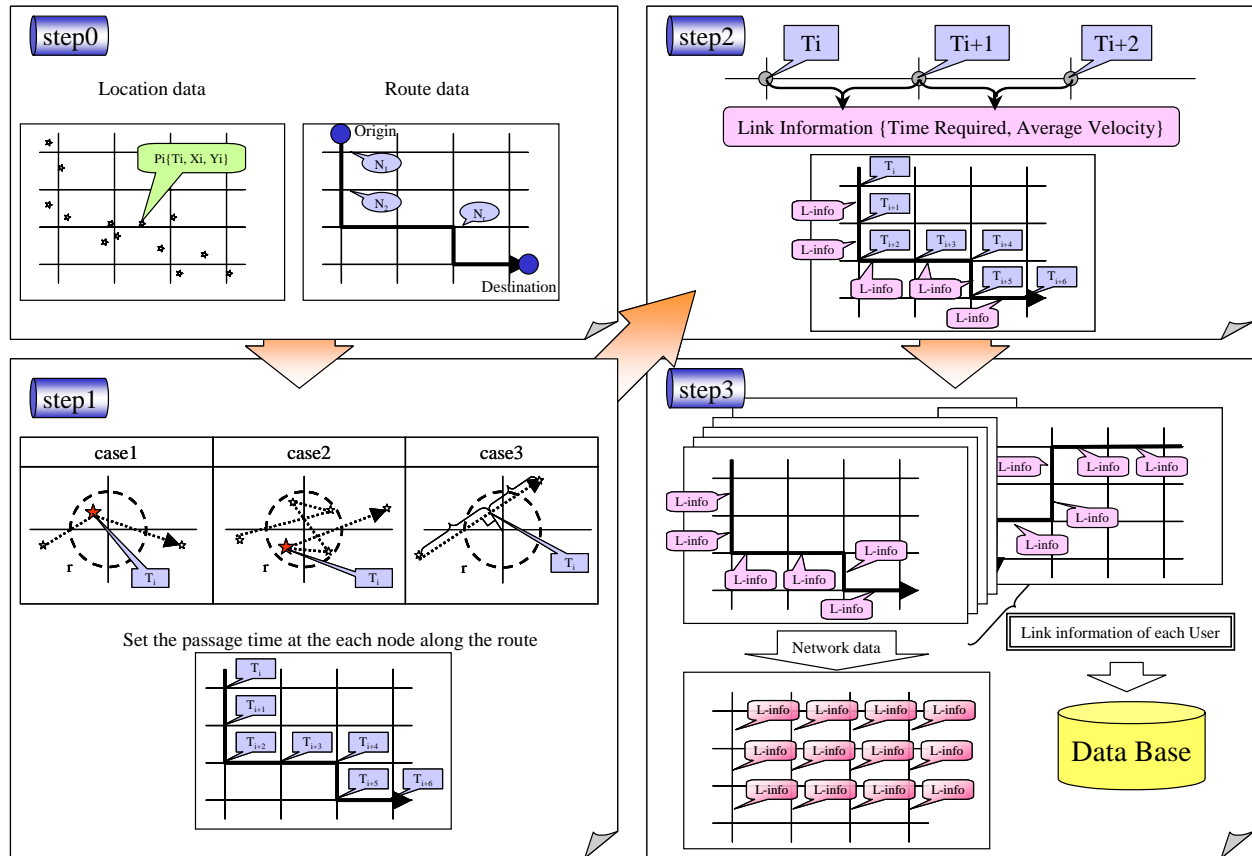 step0
Location data
Route data
Pi{Ti, Xi, Yi}
Origin
N1
N2
Nr
Destination
step1
case1
case2
case3
r
Ti
r
Ti
r
Ti
Set the passage time at the each node along the route
Ti
Ti+1
Ti+2
Ti+3
Ti+4
Ti+5
Ti+6
step2
Ti
Ti+1
Ti+2
Link Information {Time Required, Average Velocity}
Ti
L-info
Ti+1
L-info
Ti+2
Ti+3
Ti+4
L-info
L-info
Ti+5
Ti+6
L-info
step3
L-info
L-info
L-info
L-info
L-info
L-info
L-info
L-info
L-info
L-info
L-info
L-info
Network data
Link information of each User
L-info
L-info
L-info
L-info
L-info
L-info
L-info
L-info
L-info
L-info
L-info
L-info
Data Base